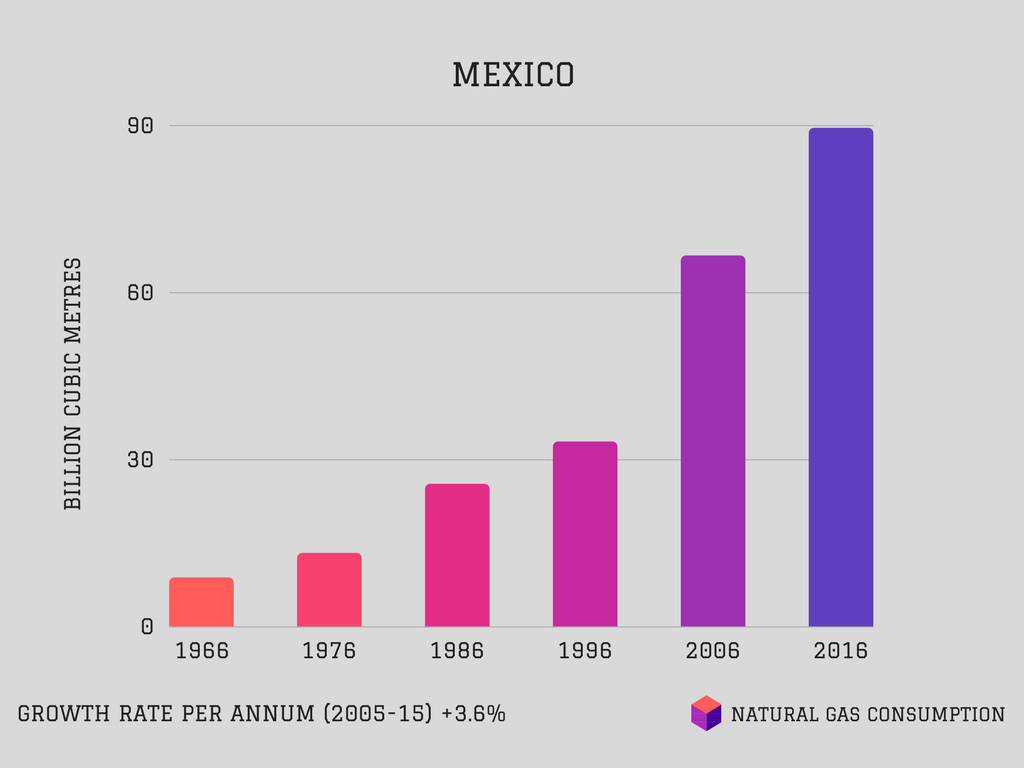 MEXICO
90
60
30
0
BILLION CUBIC METRES
1966 1976 1986 1996 2006 2016
GROWTH RATE PER ANNUM (2005-15) +3.6%
NATURAL GAS CONSUMPTION